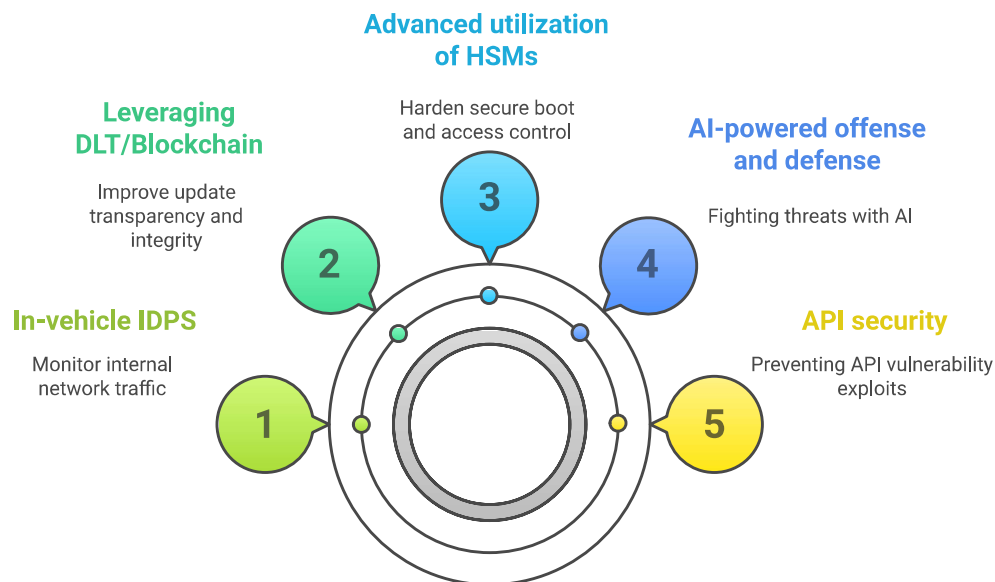 In-vehicle IDPS
Monitor internal
network traffic
1
Leveraging
DLT/Blockchain
Improve update
transparency and
integrity
2
Advanced utilization
of HSMs
Harden secure boot
and access control
3
AI-powered offense
and defense
Fighting threats with AI
4
API security
Preventing API vulnerability
exploits
5